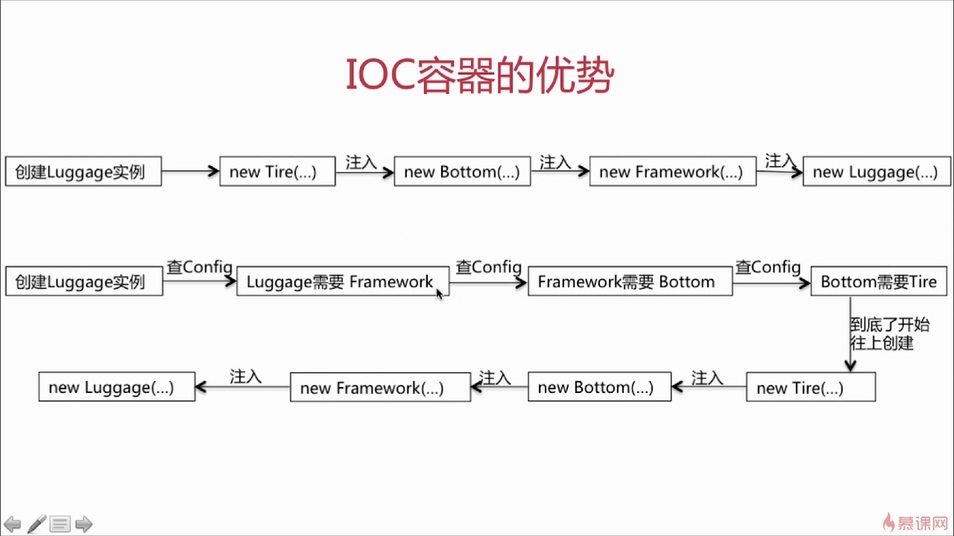 IOC容器的优势
创建Luggage实例
new Tire(...)
注入
new Bottom(...)
注入
new Framework(...)
注入
new Luggage(...)
创建Luggage实例
查Config
Luggage需要 Framework
查Config
Framework需要 Bottom
查Config
Bottom需要Tire
到底了开始
往上创建
new Luggage(...)
注入
new Framework(...)
注入
new Bottom(...)
注入
new Tire(...)
慕课网